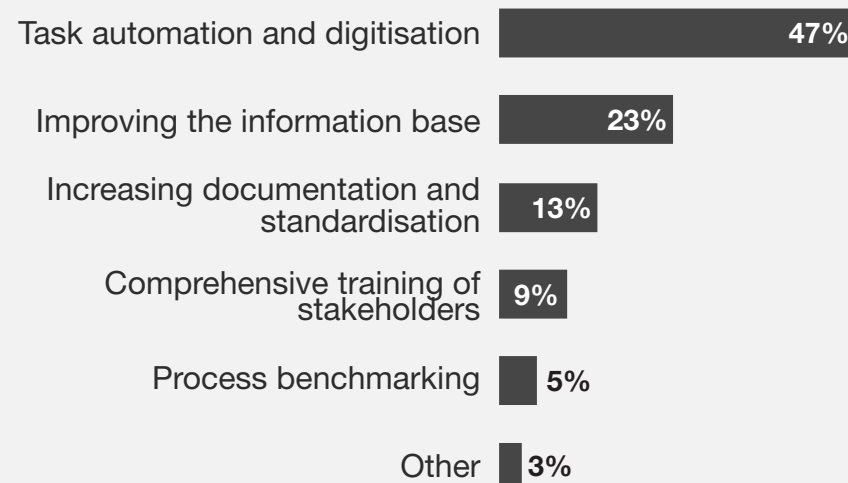 Task automation and digitisation 47%
Improving the information base 23%
Increasing documentation and
standardisation 13%
Comprehensive training of
stakeholders 9%
Process benchmarking 5%
Other 3%